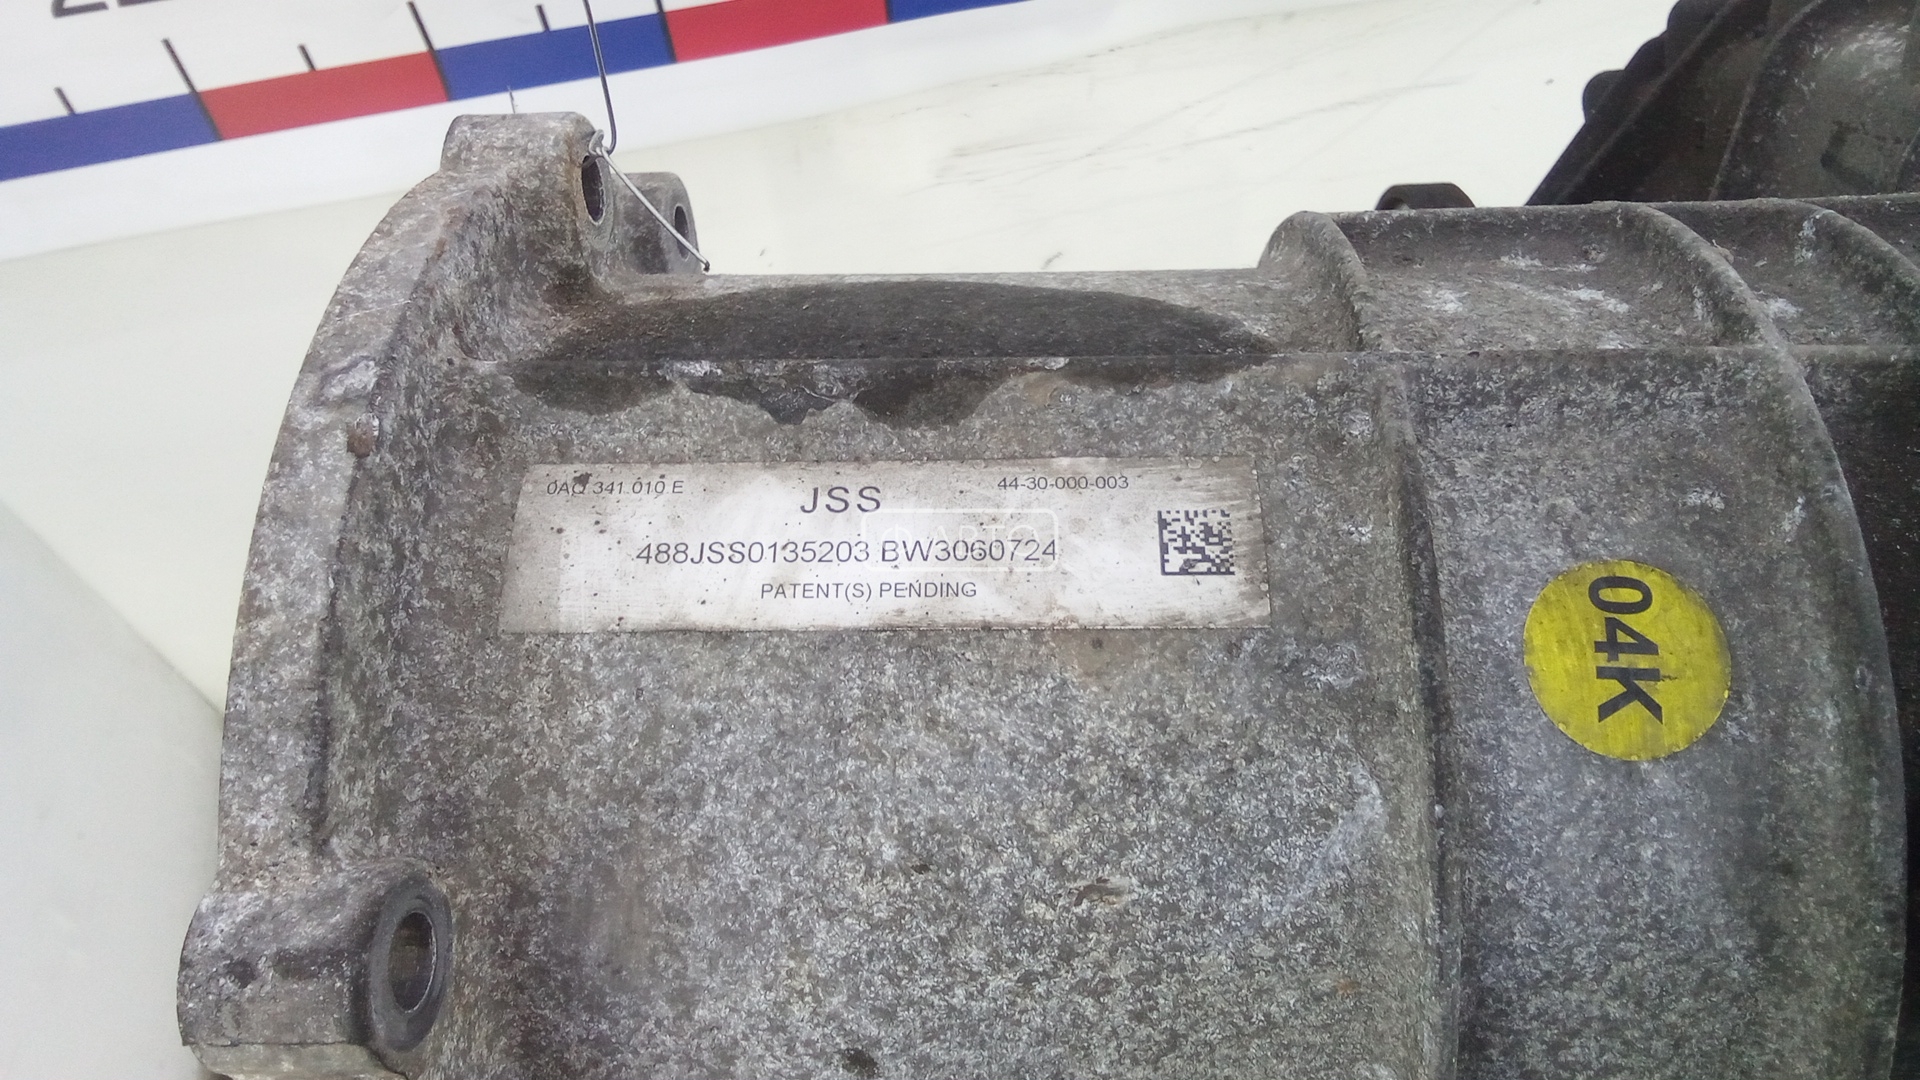 0AQ 341 010 E
JSS
44-30-000-003
488JSS0135203 BW3060724
PATENT(S) PENDING
04K